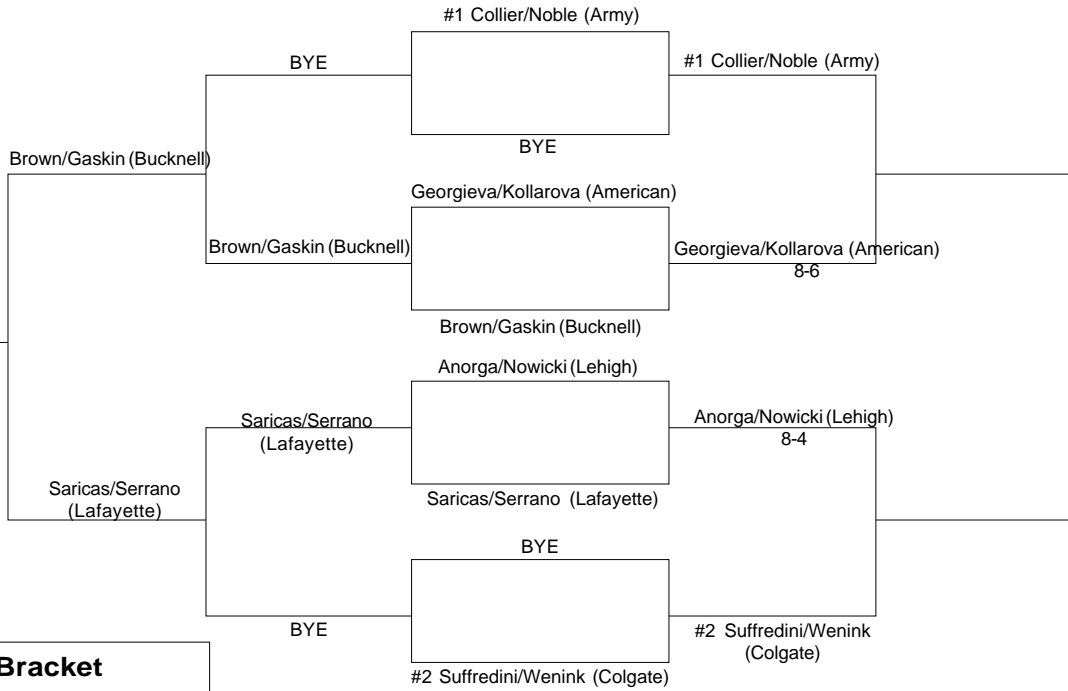 #1 Collier/Noble (Army)
BYE
#1 Collier/Noble (Army)
BYE
Brown/Gaskin (Bucknell)
Georgieva/Kollarova (American)
Brown/Gaskin (Bucknell)
Georgieva/Kollarova (American)
8-6
Brown/Gaskin (Bucknell)
Anorga/Nowicki (Lehigh)
Saricas/Serrano
(Lafayette)
Anorga/Nowicki (Lehigh)
8-4
Saricas/Serrano
(Lafayette)
Saricas/Serrano (Lafayette)
BYE
BYE
#2 Suffredini/Wenink
(Colgate)
#2 Suffredini/Wenink (Colgate)
Bracket